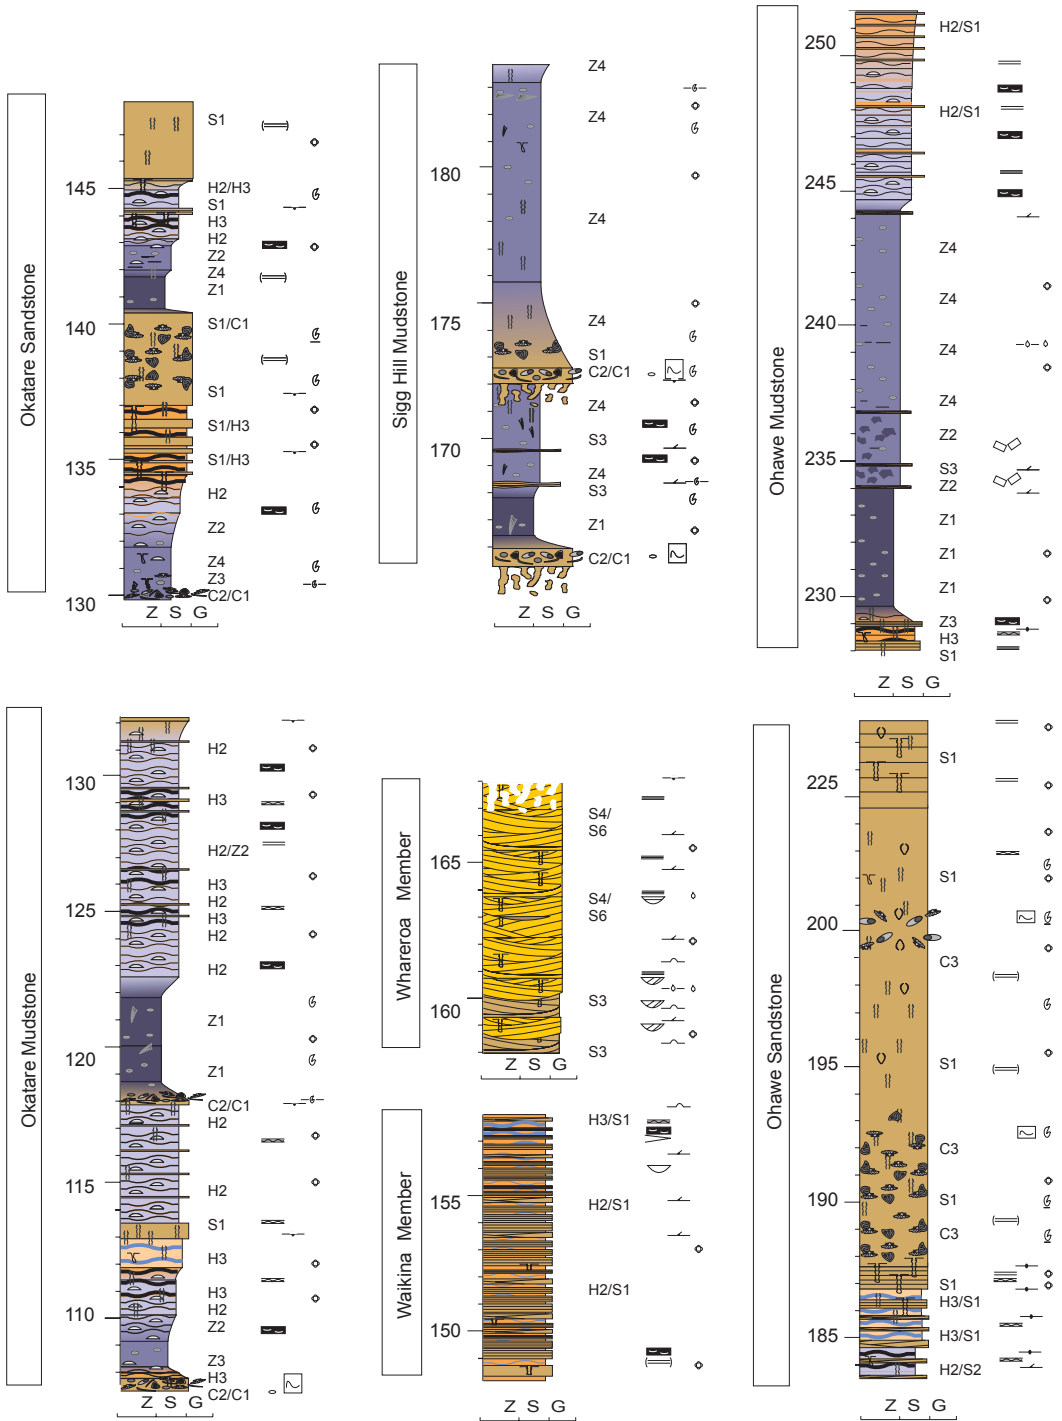 Okatare Sandstone
S1
145
H2/H3
S1
H3
H2
Z2
Z4
Z1
140
S1/C1
S1
S1/H3
135
S1/H3
H2
Z2
Z4
Z3
130
C2/C1
Z S G
Sigg Hill Mudstone
Z4
Z4
180
Z4
175
Z4
S1
C2/C1
Z4
170
S3
Z4
S3
Z1
C2/C1
Z S G
Ohawe Mudstone
250
H2/S1
H2/S1
245
Z4
Z4
240
Z4
Z4
Z2
235
S3
Z2
Z1
Z1
Z1
230
Z3
H3
S1
Z S G
Okatare Mudstone
130
H2
H3
H2/Z2
H3
H2
125
H3
H2
H2
Z1
120
Z1
C2/C1
H2
115
H2
S1
H3
H3
110
H2
Z2
Z3
H3
C2/C1
Z S G
Whareroa Member
S4/
S6
165
S4/
S6
160
S3
S3
Z S G
Waikina Member
H3/S1
155
H2/S1
H2/S1
150
Z S G
Ohawe Sandstone
S1
225
S1
200
C3
195
S1
C3
190
S1
C3
S1
H3/S1
185
H3/S1
H2/S2
Z S G